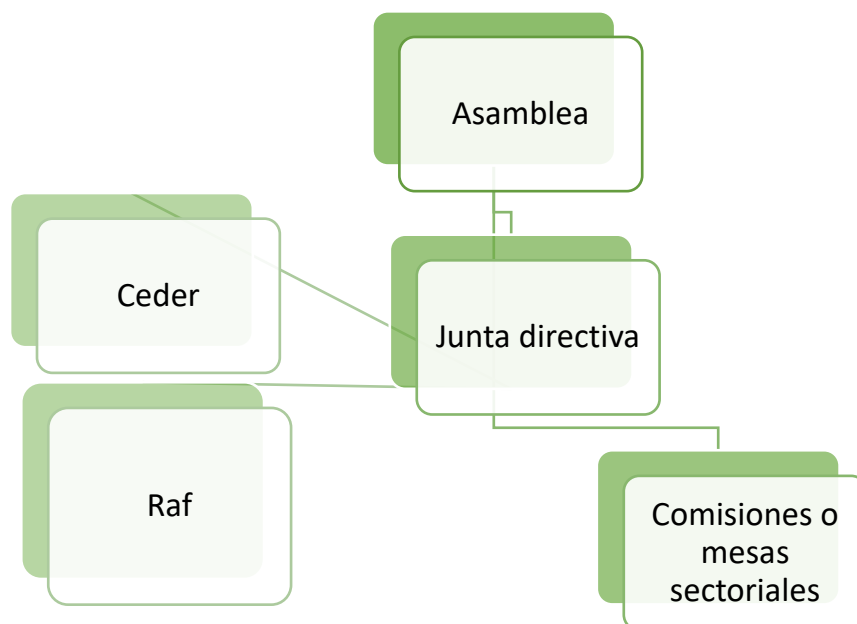 Asamblea
Ceder
Junta directiva
Raf
Comisiones o
mesas
sectoriales